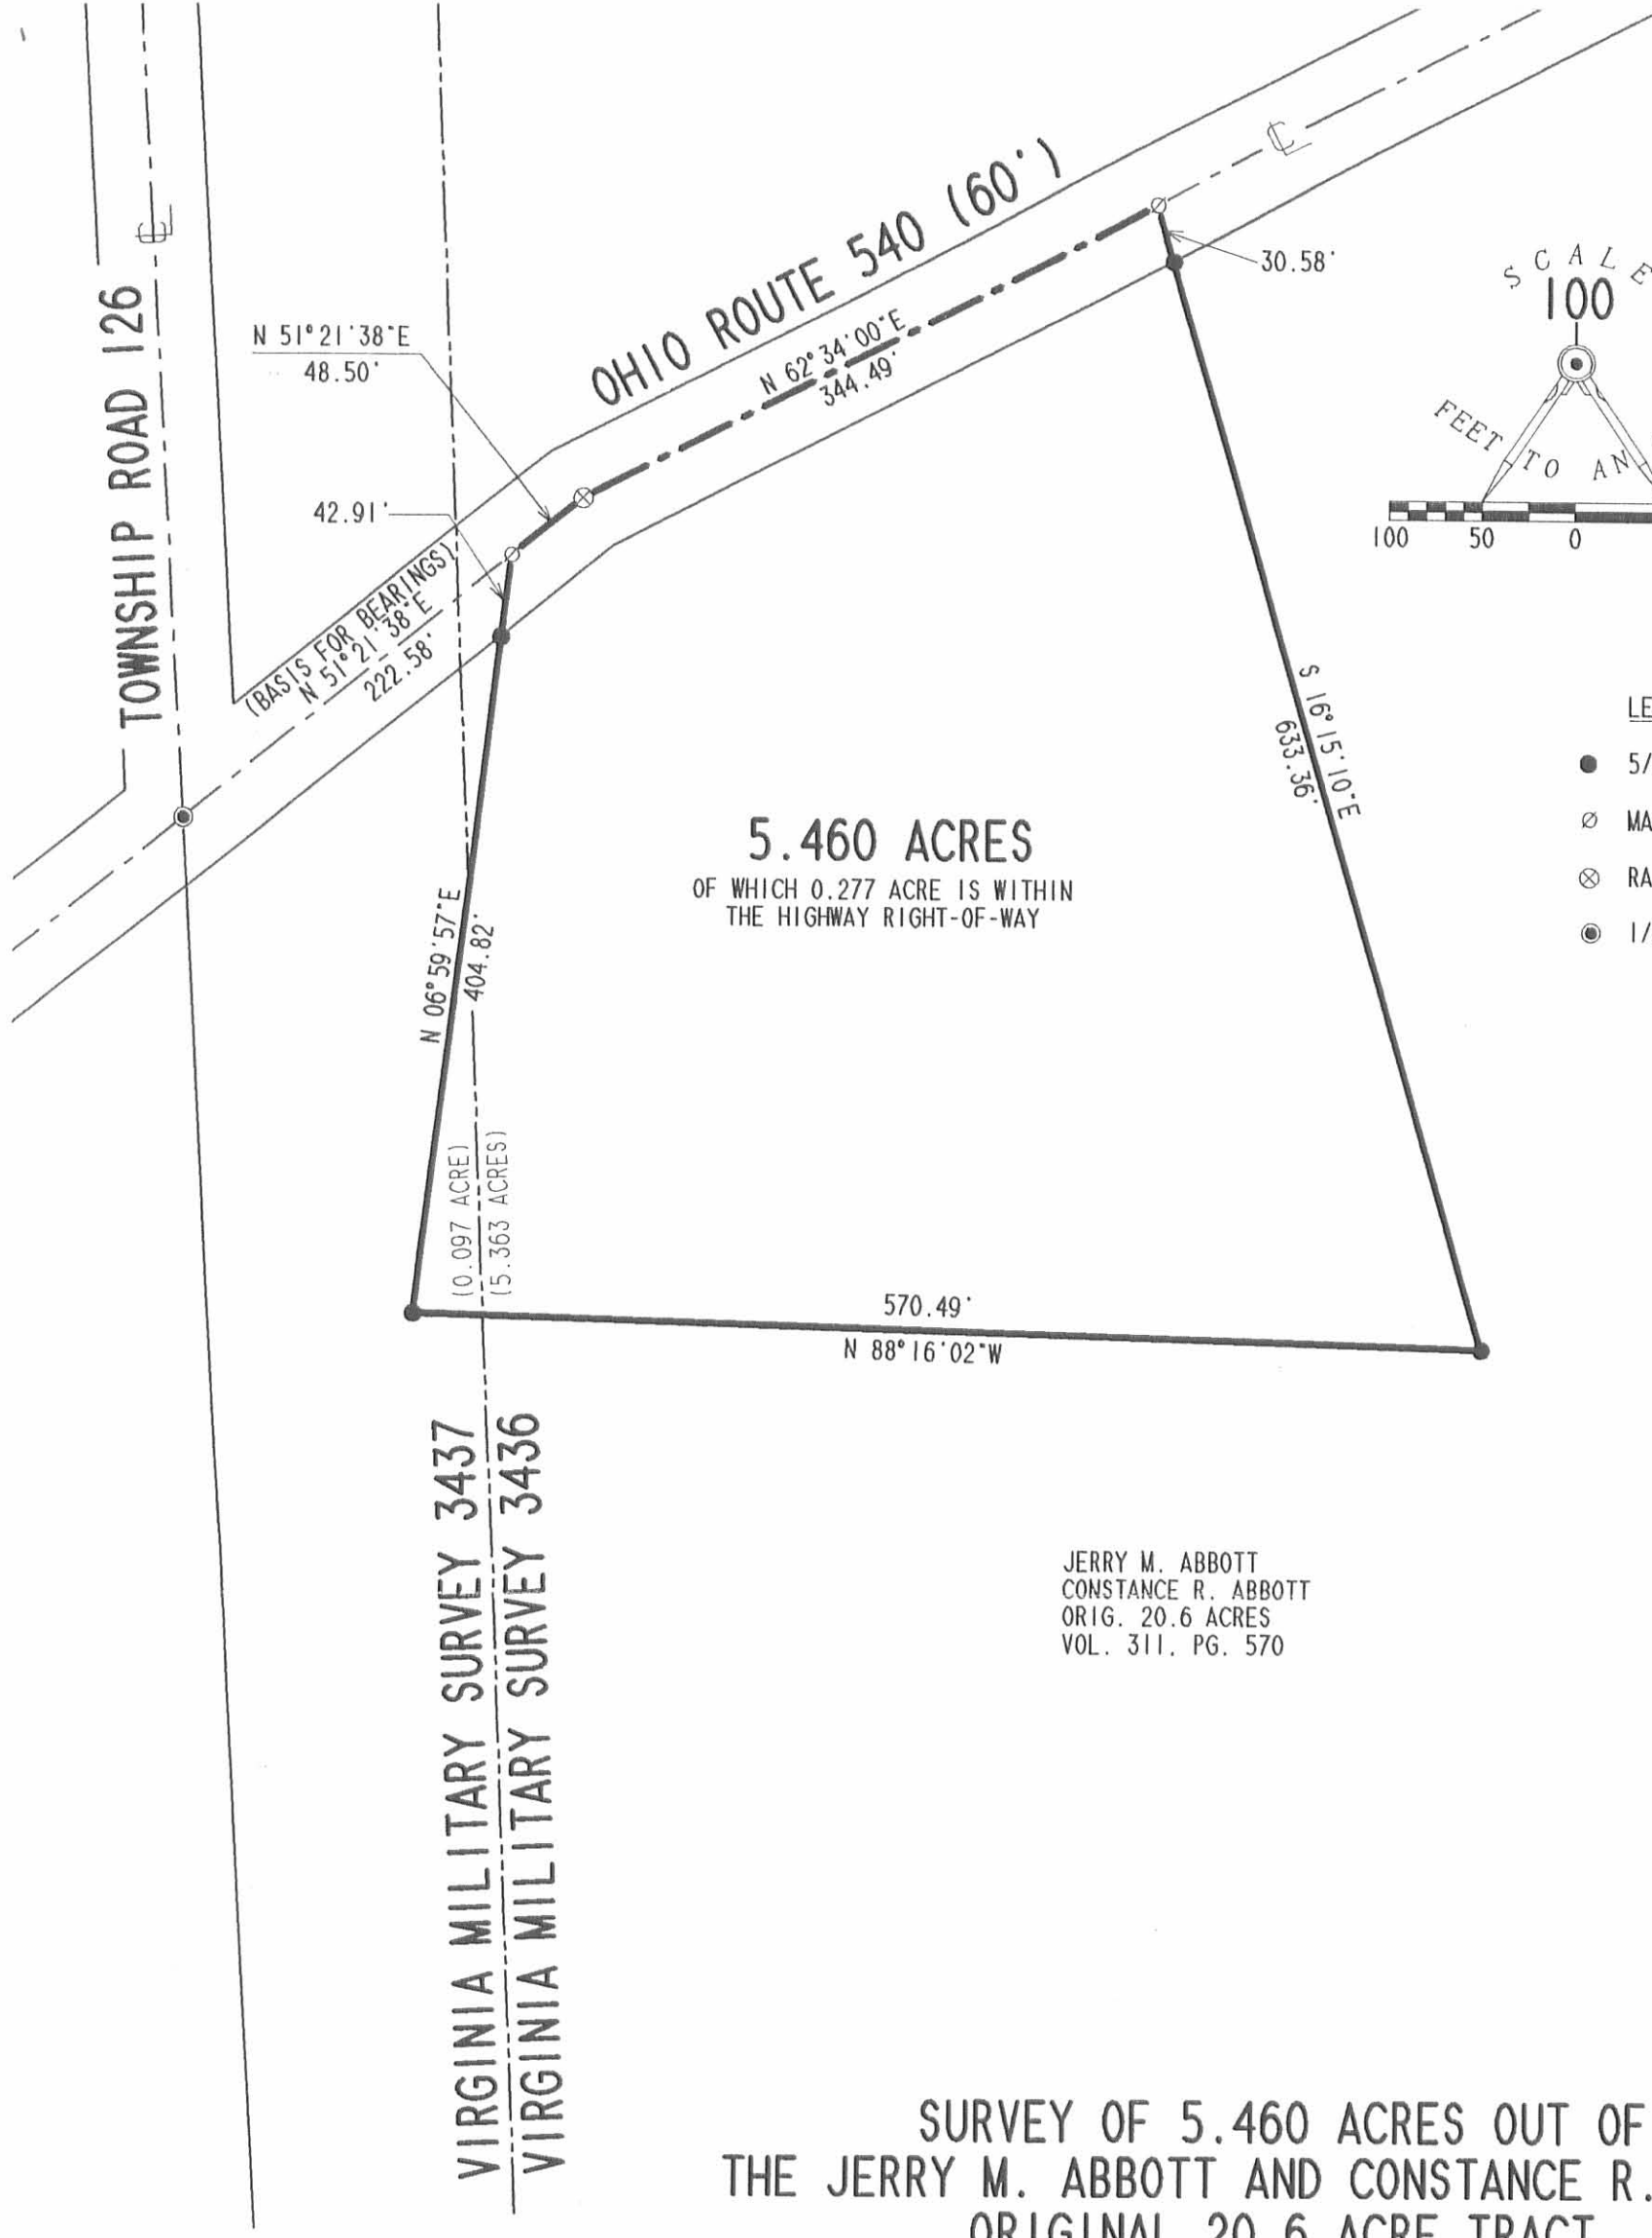 TOWNSHIP ROAD 126
OHIO ROUTE 540 (60')
N 51°21'38"E
48.50'
42.91'
N 62°34'00"E
344.49'
30.58'
SCALE
100
FEET TO AN
100 50 0
(BASIS FOR BEARINGS)
N 51°21'38"E
222.58'
S 16°15'10"E
633.36'
LE
5/
MA
RA
1/
5.460 ACRES
OF WHICH 0.277 ACRE IS WITHIN
THE HIGHWAY RIGHT-OF-WAY
N 06°59'57"E
404.82'
(0.097 ACRE)
(5.363 ACRES)
570.49'
N 88°16'02"W
VIRGINIA MILITARY SURVEY 3437
VIRGINIA MILITARY SURVEY 3436
JERRY M. ABBOTT
CONSTANCE R. ABBOTT
ORIG. 20.6 ACRES
VOL. 311, PG. 570
SURVEY OF 5.460 ACRES OUT OF
THE JERRY M. ABBOTT AND CONSTANCE R.
ORIGINAL 20.6 ACRE TRACT